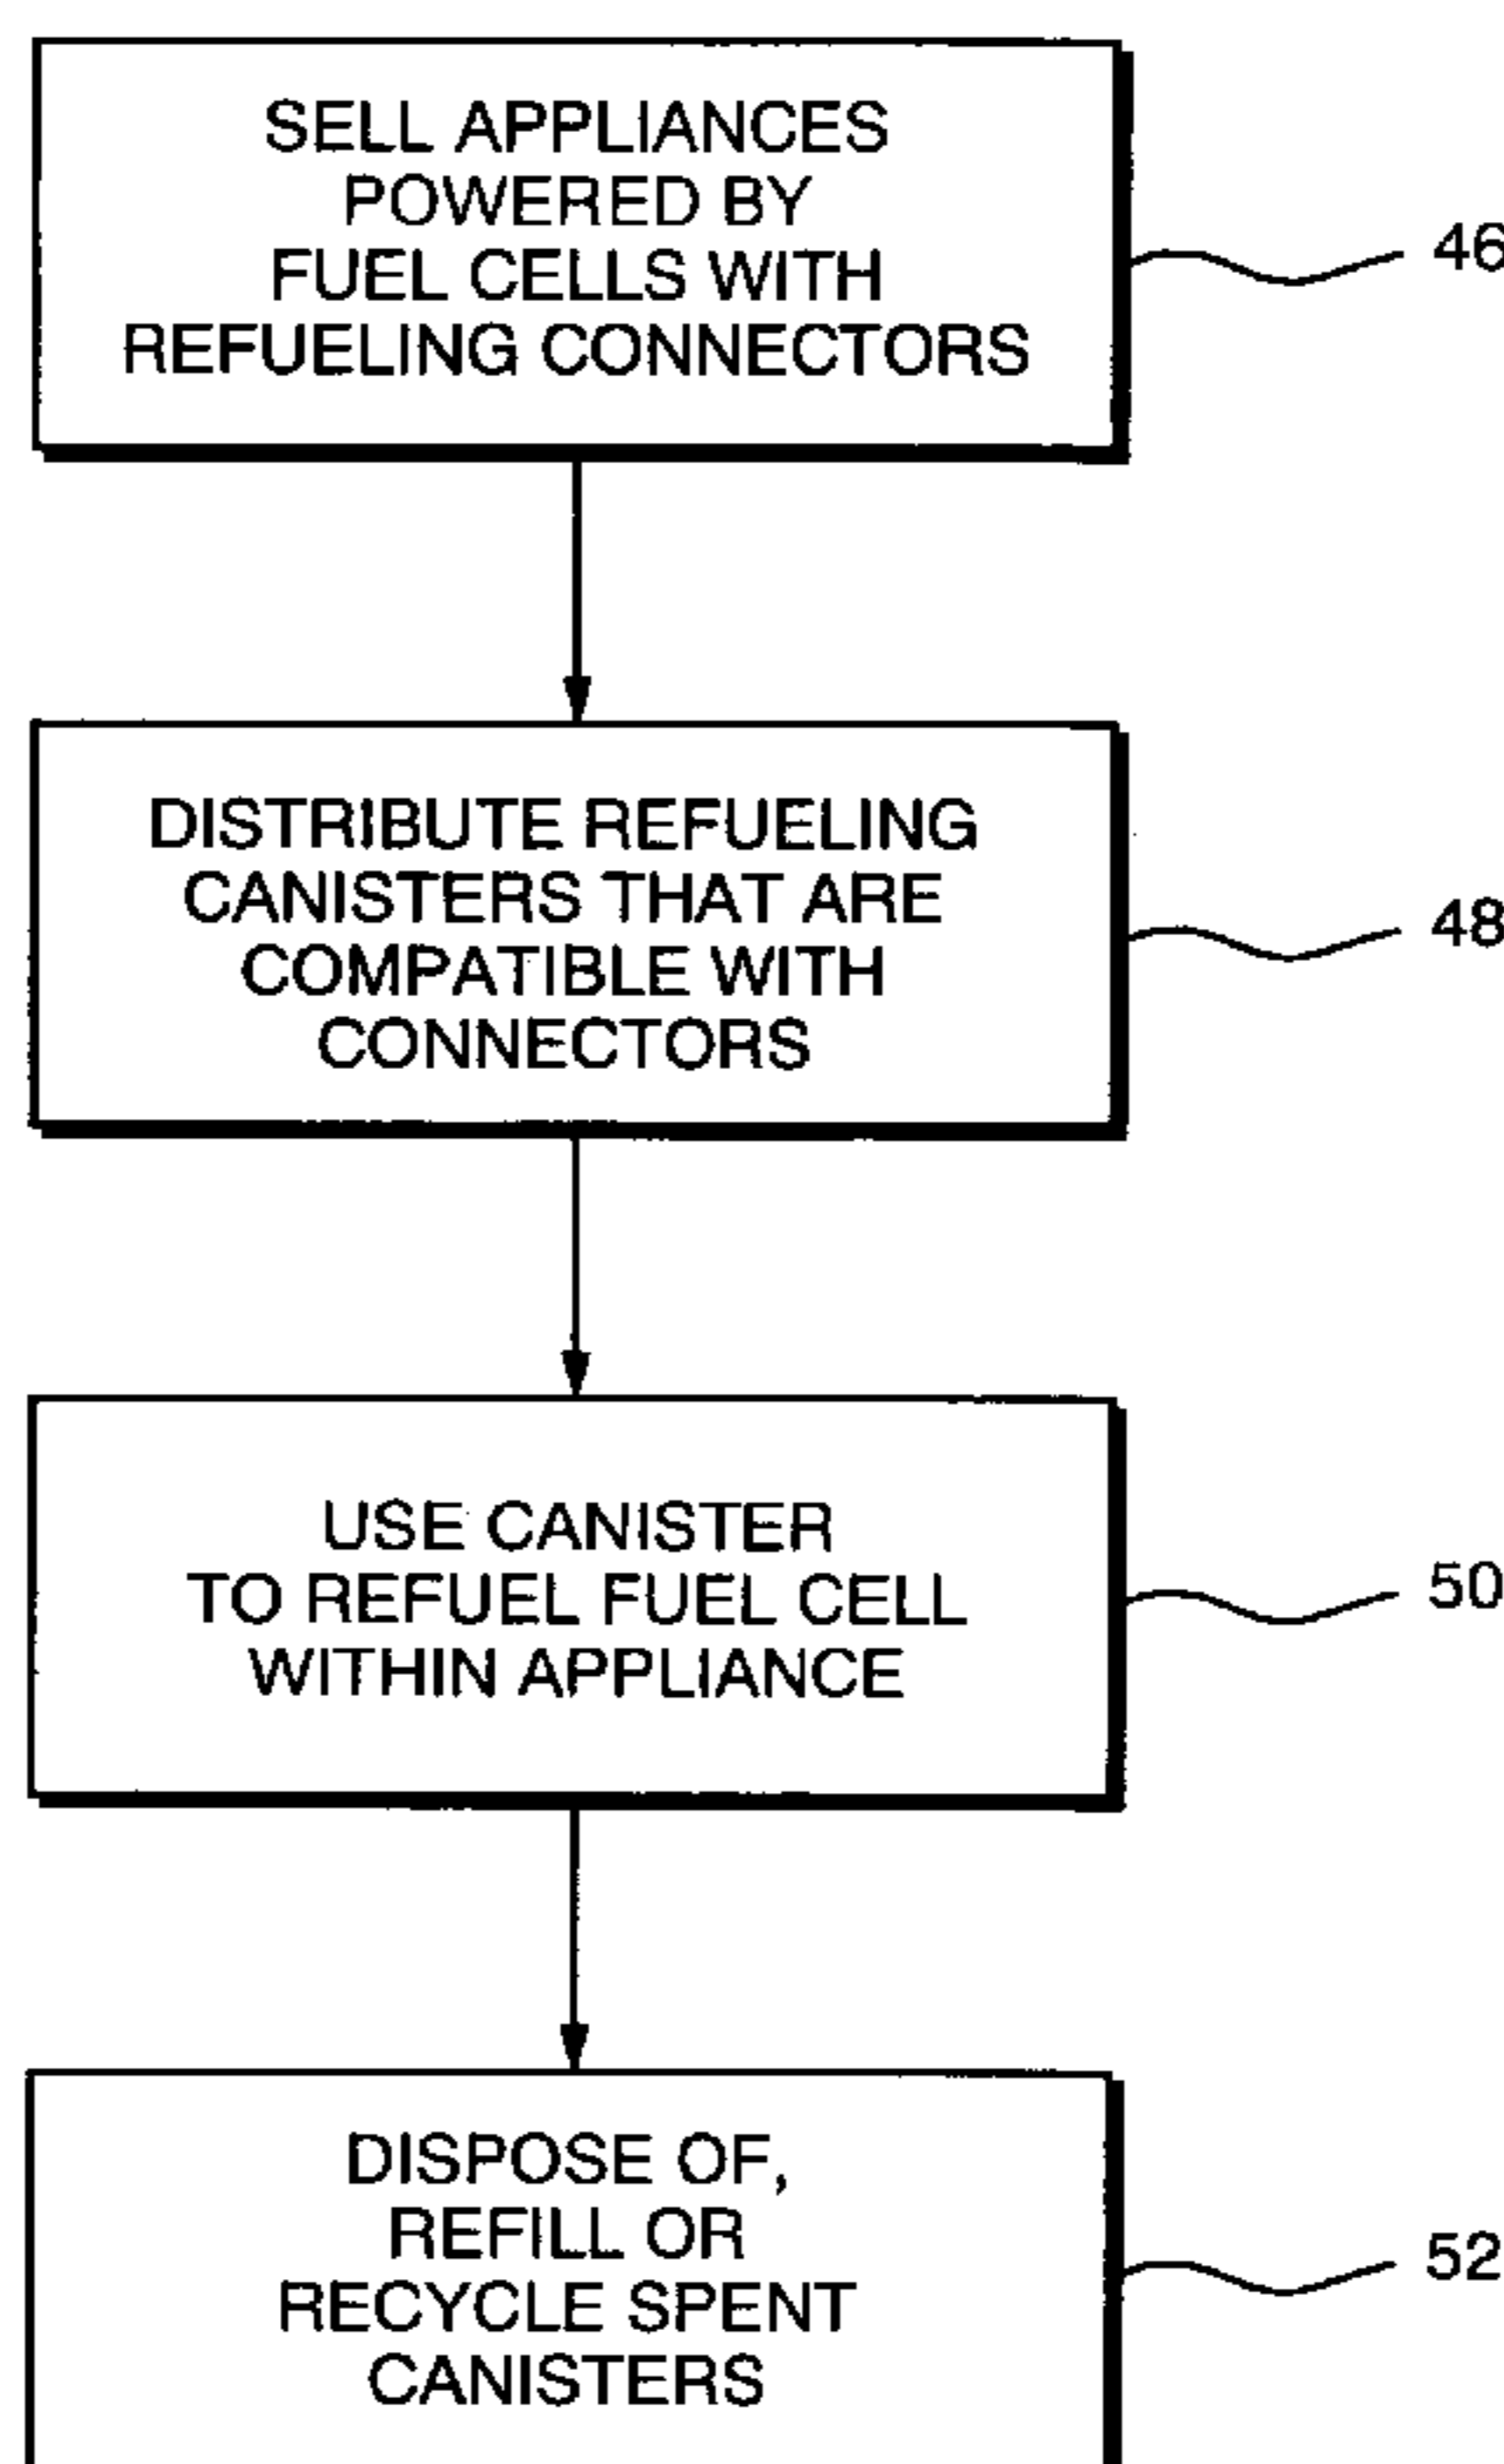 SELL APPLIANCES
POWERED BY
FUEL CELLS WITH
REFUELING CONNECTORS
46
DISTRIBUTE REFUELING
CANISTERS THAT ARE
COMPATIBLE WITH
CONNECTORS
48
USE CANISTER
TO REFUEL FUEL CELL
WITHIN APPLIANCE
50
DISPOSE OF,
REFILL OR
RECYCLE SPENT
CANISTERS
52